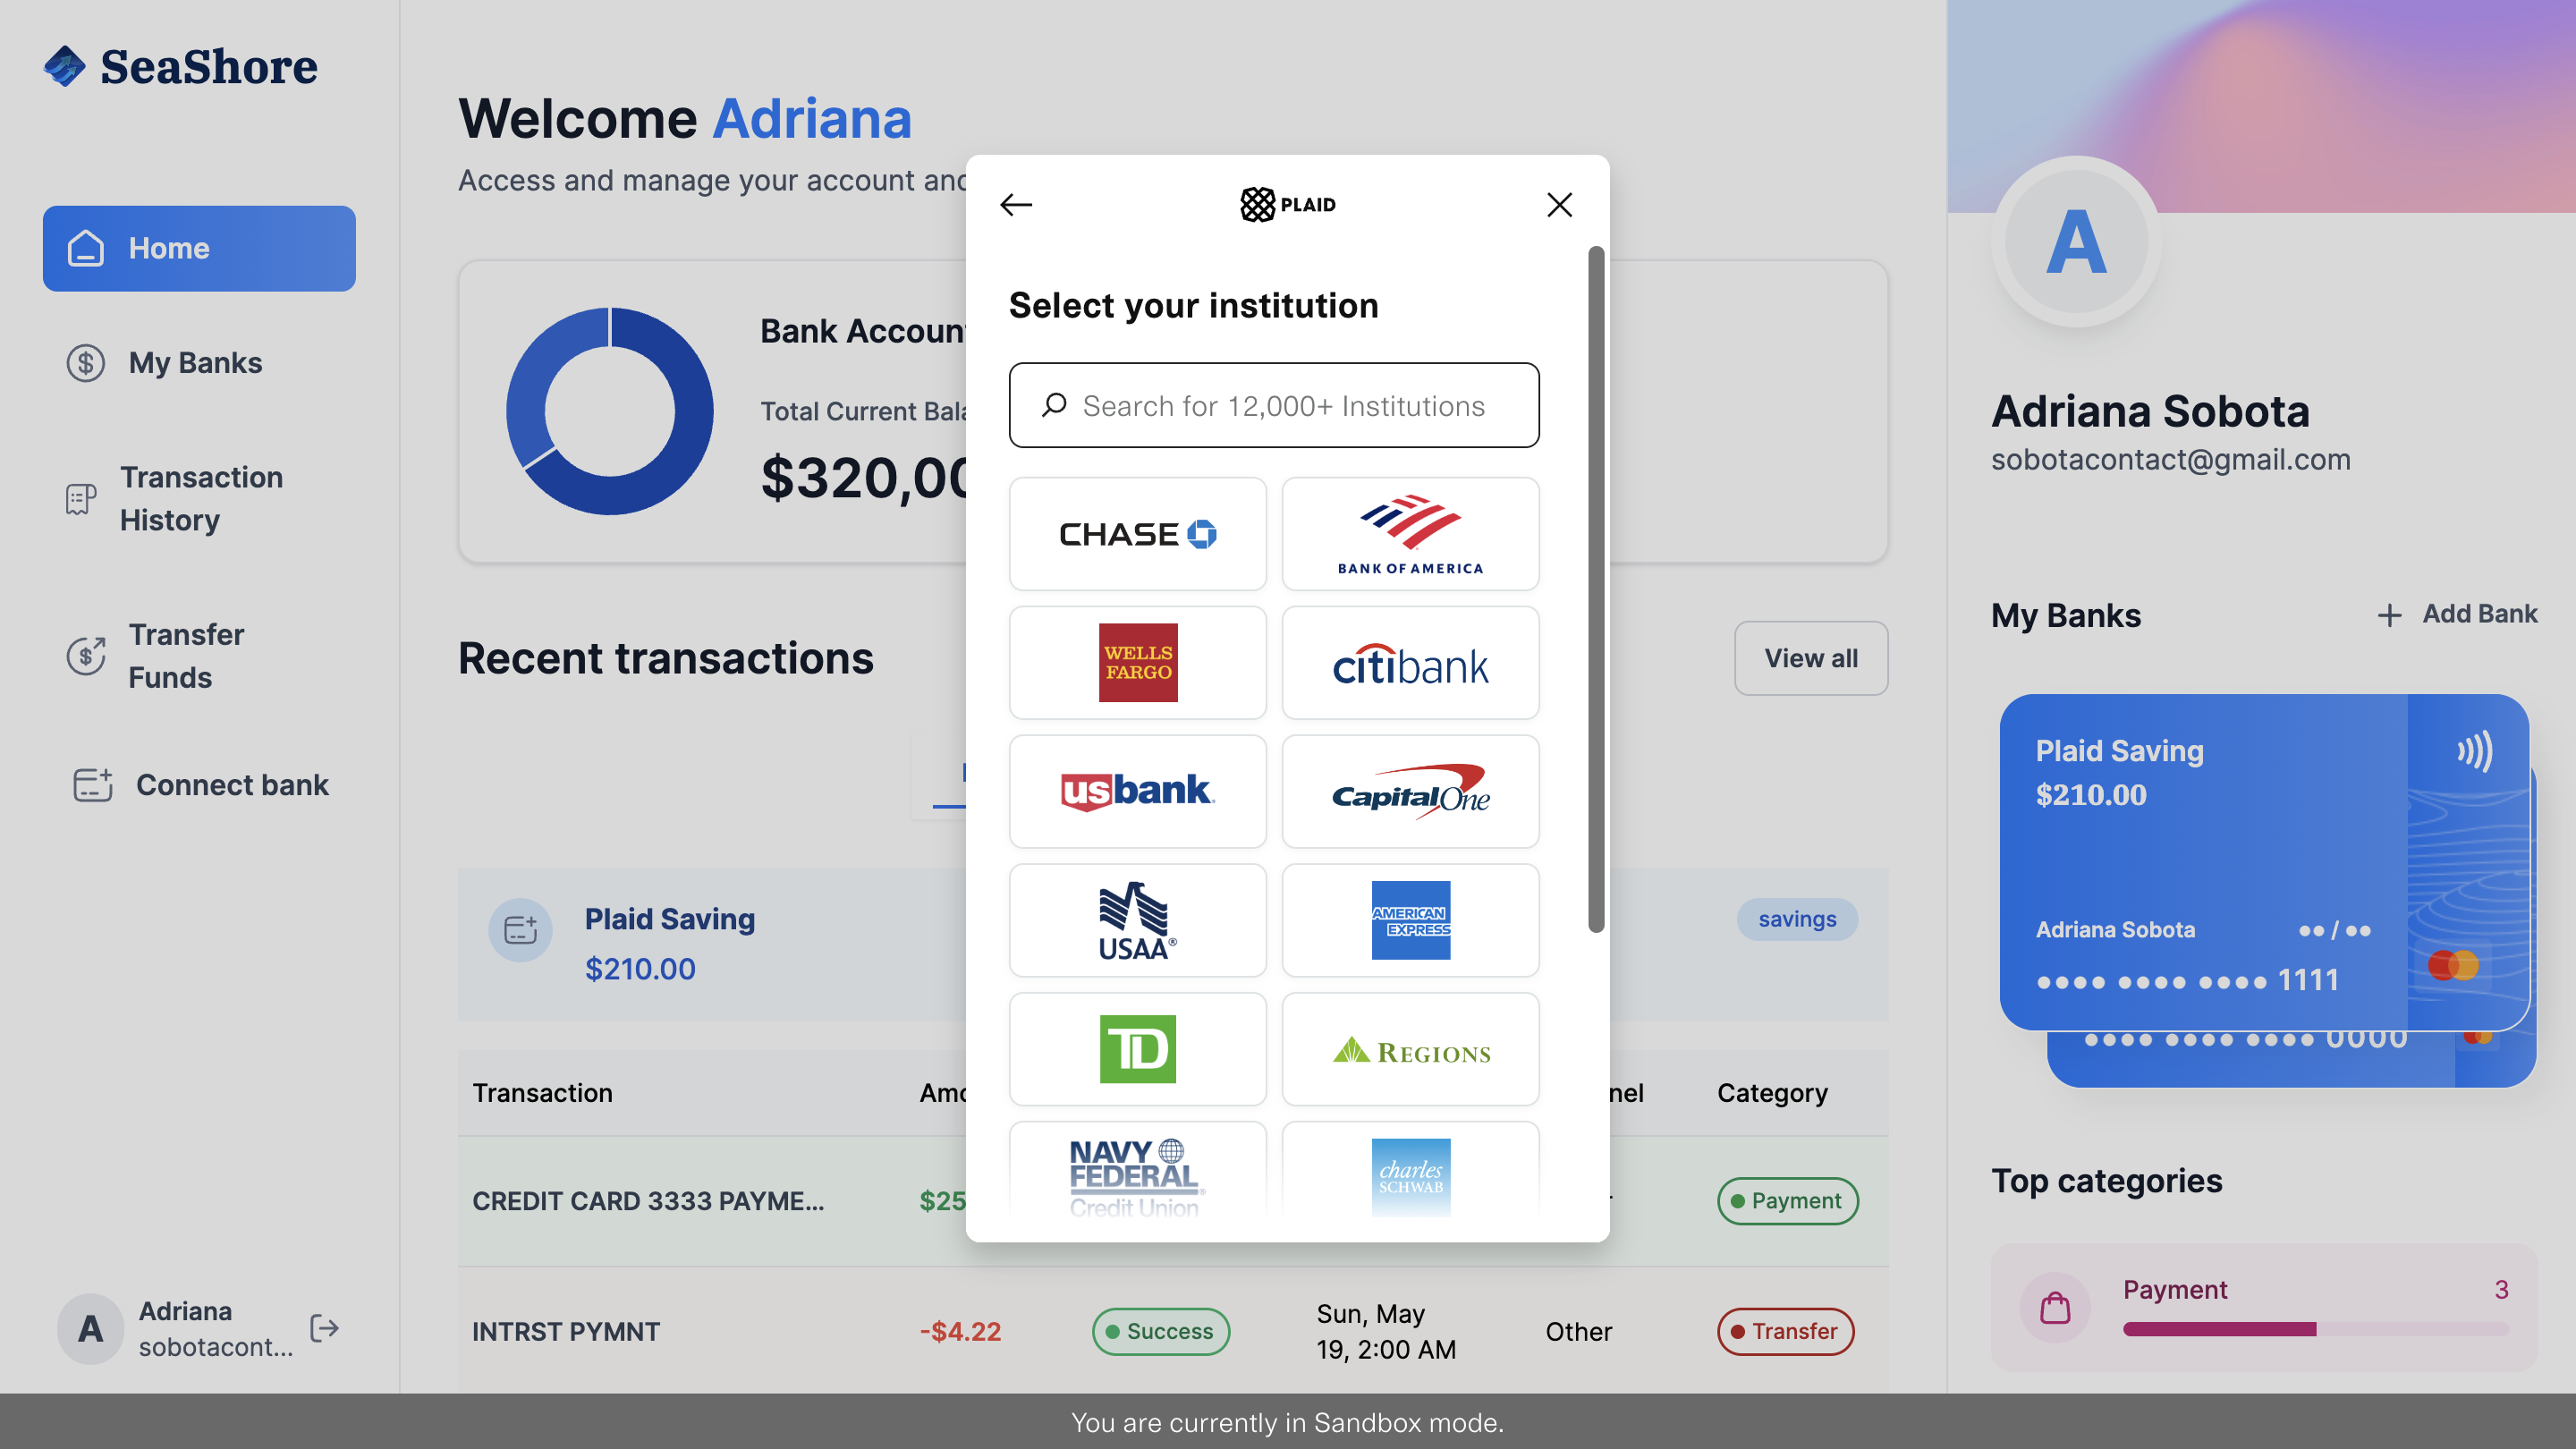 SeaShore
Home
My Banks
Transaction
History
Transfer
Funds
Connect bank
A
Adriana
sobotacont...
Welcome Adriana
Access and manage your account and
Bank Accoun
Total Current Bala
$320,00
Recent transactions
View all
Plaid Saving
$210.00
savings
Transaction
Amo
nel
Category
CREDIT CARD 3333 PAYME...
$25
Payment
INTRST PYMNT
-$4.22
Success
Sun, May
19, 2:00 AM
Other
Transfer
PLAID
Select your institution
Search for 12,000+ Institutions
CHASE
BANK OF AMERICA
WELLS
FARGO
citibank
usbank
Capital One
USAA®
AMERICAN
EXPRESS
TD
REGIONS
NAVY
FEDERAL
Credit Union
charles
SCHWAB
A
Adriana Sobota
sobotacontact@gmail.com
My Banks
+ Add Bank
Plaid Saving
$210.00
Adriana Sobota
●● / ●●
●●●● ●●●● ●●●● 1111
●●●● ●●●● ●●●● 0000
Top categories
Payment
3
You are currently in Sandbox mode.